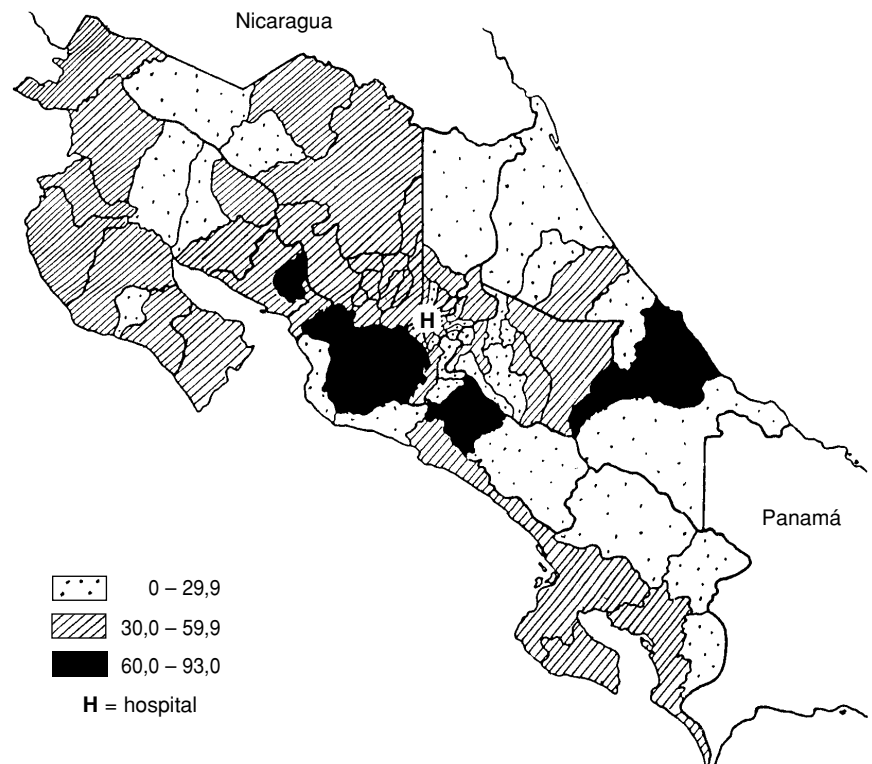 Nicaragua
H
Panamá
0 – 29,9
30,0 – 59,9
60,0 – 93,0
H = hospital